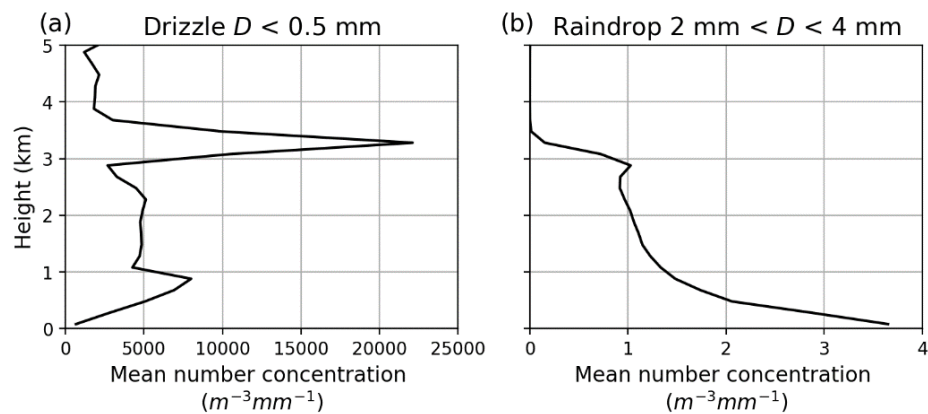 (a) Drizzle D < 0.5 mm
5
4
3
2
1
0
Height (km)
0 5000 10000 15000 20000 25000
Mean number concentration
(m⁻³mm⁻¹)
(b) Raindrop 2 mm < D < 4 mm
0 1 2 3 4
Mean number concentration
(m⁻³mm⁻¹)